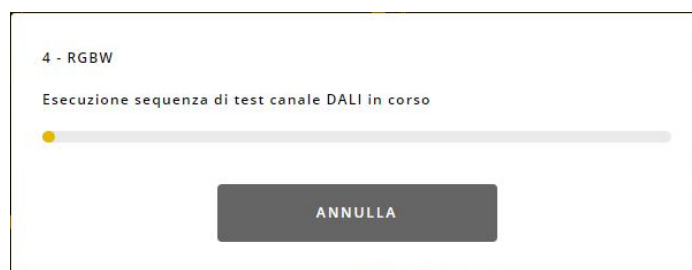 4 - RGBW
Esecuzione sequenza di test canale DALI in corso
ANNULLA